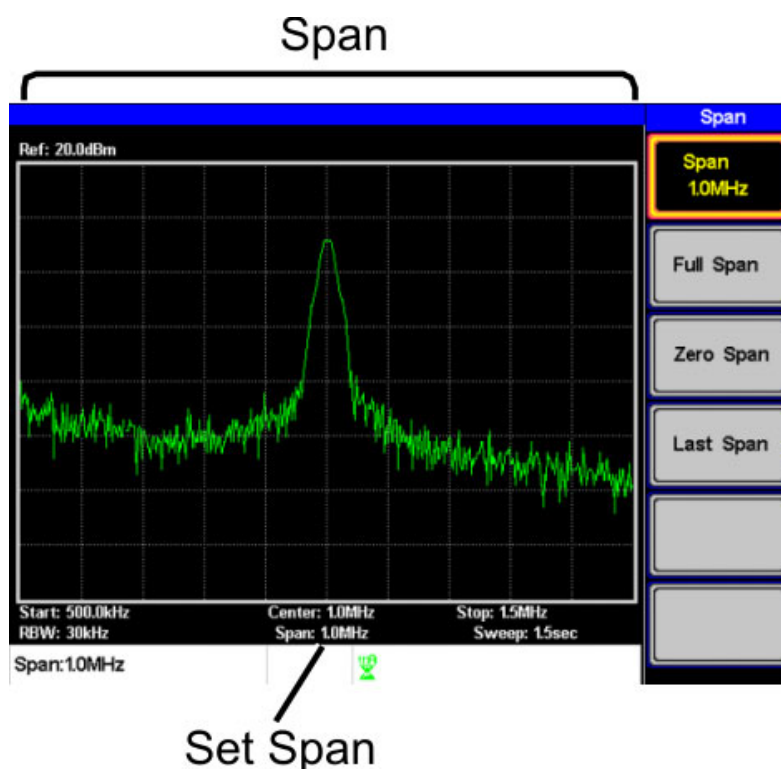 Span
Span
Ref: 20.0dBm
Span
1.0MHz
Full Span
Zero Span
Last Span
Start: 500.0kHz Center: 1.0MHz Stop: 1.5MHz
RBW: 30kHz Span: 1.0MHz Sweep: 1.5sec
Span:1.0MHz
Set Span